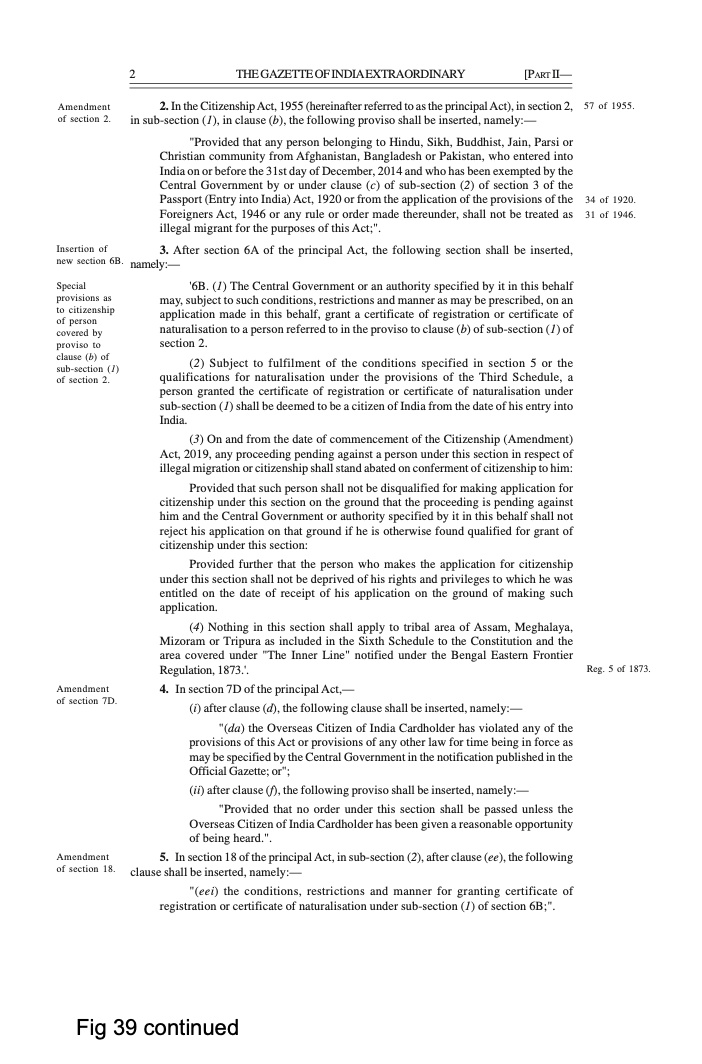 2 THE GAZETTE OF INDIA EXTRAORDINARY [PART II—
Amendment
of section 2.
2. In the Citizenship Act, 1955 (hereinafter referred to as the principal Act), in section 2,
in sub-section (1), in clause (b), the following proviso shall be inserted, namely:—
57 of 1955.
"Provided that any person belonging to Hindu, Sikh, Buddhist, Jain, Parsi or
Christian community from Afghanistan, Bangladesh or Pakistan, who entered into
India on or before the 31st day of December, 2014 and who has been exempted by the
Central Government by or under clause (c) of sub-section (2) of section 3 of the
Passport (Entry into India) Act, 1920 or from the application of the provisions of the
Foreigners Act, 1946 or any rule or order made thereunder, shall not be treated as
illegal migrant for the purposes of this Act;".
34 of 1920.
31 of 1946.
Insertion of
new section 6B.
3. After section 6A of the principal Act, the following section shall be inserted,
namely:—
Special
provisions as
to citizenship
of person
covered by
proviso to
clause (b) of
sub-section (1)
of section 2.
'6B. (1) The Central Government or an authority specified by it in this behalf
may, subject to such conditions, restrictions and manner as may be prescribed, on an
application made in this behalf, grant a certificate of registration or certificate of
naturalisation to a person referred to in the proviso to clause (b) of sub-section (1) of
section 2.
(2) Subject to fulfilment of the conditions specified in section 5 or the
qualifications for naturalisation under the provisions of the Third Schedule, a
person granted the certificate of registration or certificate of naturalisation under
sub-section (1) shall be deemed to be a citizen of India from the date of his entry into
India.
(3) On and from the date of commencement of the Citizenship (Amendment)
Act, 2019, any proceeding pending against a person under this section in respect of
illegal migration or citizenship shall stand abated on conferment of citizenship to him:
Provided that such person shall not be disqualified for making application for
citizenship under this section on the ground that the proceeding is pending against
him and the Central Government or authority specified by it in this behalf shall not
reject his application on that ground if he is otherwise found qualified for grant of
citizenship under this section:
Provided further that the person who makes the application for citizenship
under this section shall not be deprived of his rights and privileges to which he was
entitled on the date of receipt of his application on the ground of making such
application.
(4) Nothing in this section shall apply to tribal area of Assam, Meghalaya,
Mizoram or Tripura as included in the Sixth Schedule to the Constitution and the
area covered under "The Inner Line" notified under the Bengal Eastern Frontier
Regulation, 1873.'.
Reg. 5 of 1873.
Amendment
of section 7D.
4. In section 7D of the principal Act,—
(i) after clause (d), the following clause shall be inserted, namely:—
"(da) the Overseas Citizen of India Cardholder has violated any of the
provisions of this Act or provisions of any other law for time being in force as
may be specified by the Central Government in the notification published in the
Official Gazette; or";
(ii) after clause (f), the following proviso shall be inserted, namely:—
"Provided that no order under this section shall be passed unless the
Overseas Citizen of India Cardholder has been given a reasonable opportunity
of being heard.".
Amendment
of section 18.
5. In section 18 of the principal Act, in sub-section (2), after clause (ee), the following
clause shall be inserted, namely:—
"(eei) the conditions, restrictions and manner for granting certificate of
registration or certificate of naturalisation under sub-section (1) of section 6B;".
Fig 39 continued